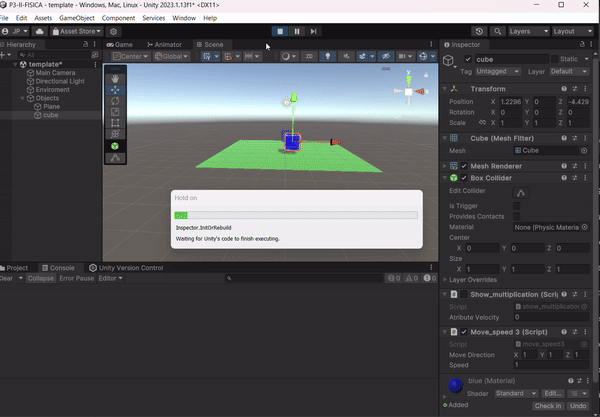 P3-II-FISICA - template - Windows, Mac, Linux - Unity 2023.1.13f1* <DX11>
File Edit Assets GameObject Component Services Window Help
JP Asset Store Layers Layout
Hierarchy
template*
Main Camera
Directional Light
Enviroment
Objects
Plane
cube
Game Animator Scene
Center Global 2D
y
Hold on
Inspector.InitOrRebuild
Waiting for Unity's code to finish executing.
Project Console Unity Version Control
Clear Collapse Error Pause Editor
0 0 0
Inspector
cube Static
Tag Untagged Layer Default
Transform
Position X 1.2296 Y 0 Z -4.429
Rotation X 0 Y 0 Z 0
Scale X 1 Y 1 Z 1
Cube (Mesh Filter)
Mesh Cube
Mesh Renderer
Box Collider
Edit Collider
Is Trigger
Provides Contacts
Material None (Physic Materia
Center
X 0 Y 0 Z 0
Size
X 1 Y 1 Z 1
Layer Overrides
Show_multiplication (Scrip
Script show_multiplication
Atribute Velocity 0
Move_speed 3 (Script)
Script move_speed3
Move Direction X 1 Y 1 Z 1
Speed 1
blue (Material)
Shader Standard Edit...
Added Check In Undo